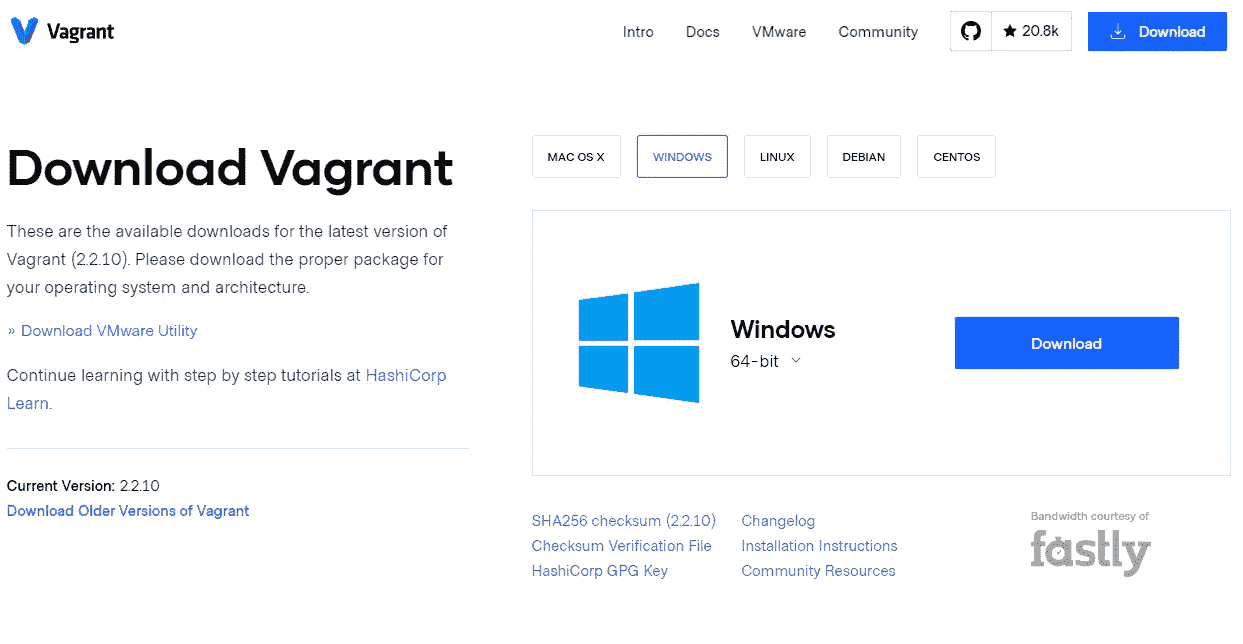 Vagrant
Intro
Docs
VMware
Community
20.8k
Download
Download Vagrant
These are the available downloads for the latest version of
Vagrant (2.2.10). Please download the proper package for
your operating system and architecture.
» Download VMware Utility
Continue learning with step by step tutorials at HashiCorp
Learn.
Current Version: 2.2.10
Download Older Versions of Vagrant
MAC OS X
WINDOWS
LINUX
DEBIAN
CENTOS
Windows
64-bit
Download
SHA256 checksum (2.2.10)
Checksum Verification File
HashiCorp GPG Key
Changelog
Installation Instructions
Community Resources
Bandwidth courtesy of
fastly